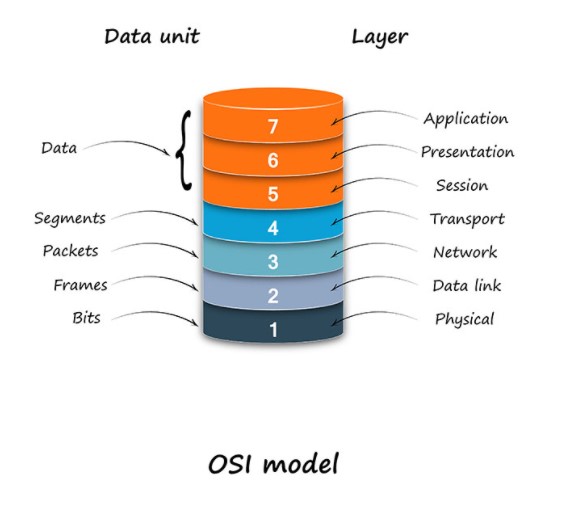 Data unit
Layer
7
Application
Data
6
Presentation
5
Session
Segments
4
Transport
Packets
3
Network
Frames
2
Data link
Bits
1
Physical
OSI model